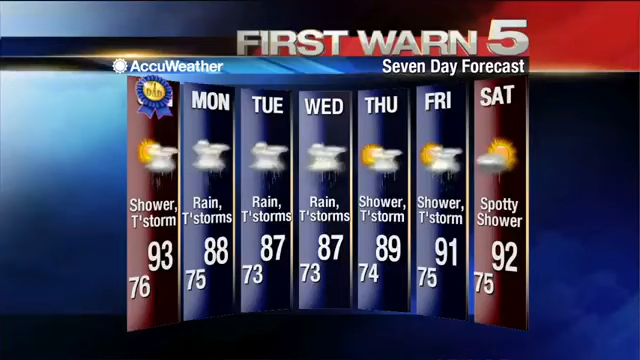 FIRST WARN 5
AccuWeather
Seven Day Forecast
#1
DAD
MON
TUE
WED
THU
FRI
SAT
Shower,
T'storm
Rain,
T'storms
Rain,
T'storms
Rain,
T'storms
Shower,
T'storm
Shower,
T'storm
Spotty
Shower
93
76
88
75
87
73
87
73
89
74
91
75
92
75